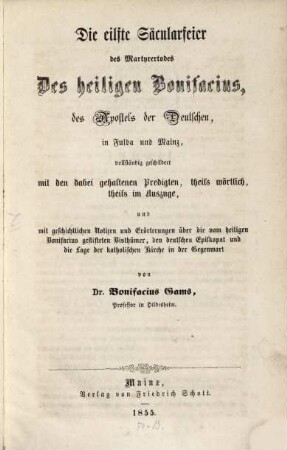 Die eilfte Säcularfeier
des Martyrertodes
Des heiligen Bonifacius,
des Apostels der Deutschen,
in Fulda und Mainz,
vollständig geschildert
mit den dabei gehaltenen Predigten, theils wörtlich,
theils im Auszuge,
und
mit geschichtlichen Notizen und Erörterungen über die vom heiligen
Bonifacius gestifteten Bisthümer, den deutschen Episkopat und
die Lage der katholischen Kirche in der Gegenwart
von
Dr. Bonifacius Gams,
Professor in Hildesheim.
Mainz,
Verlag von Friedrich Schott.
1855.